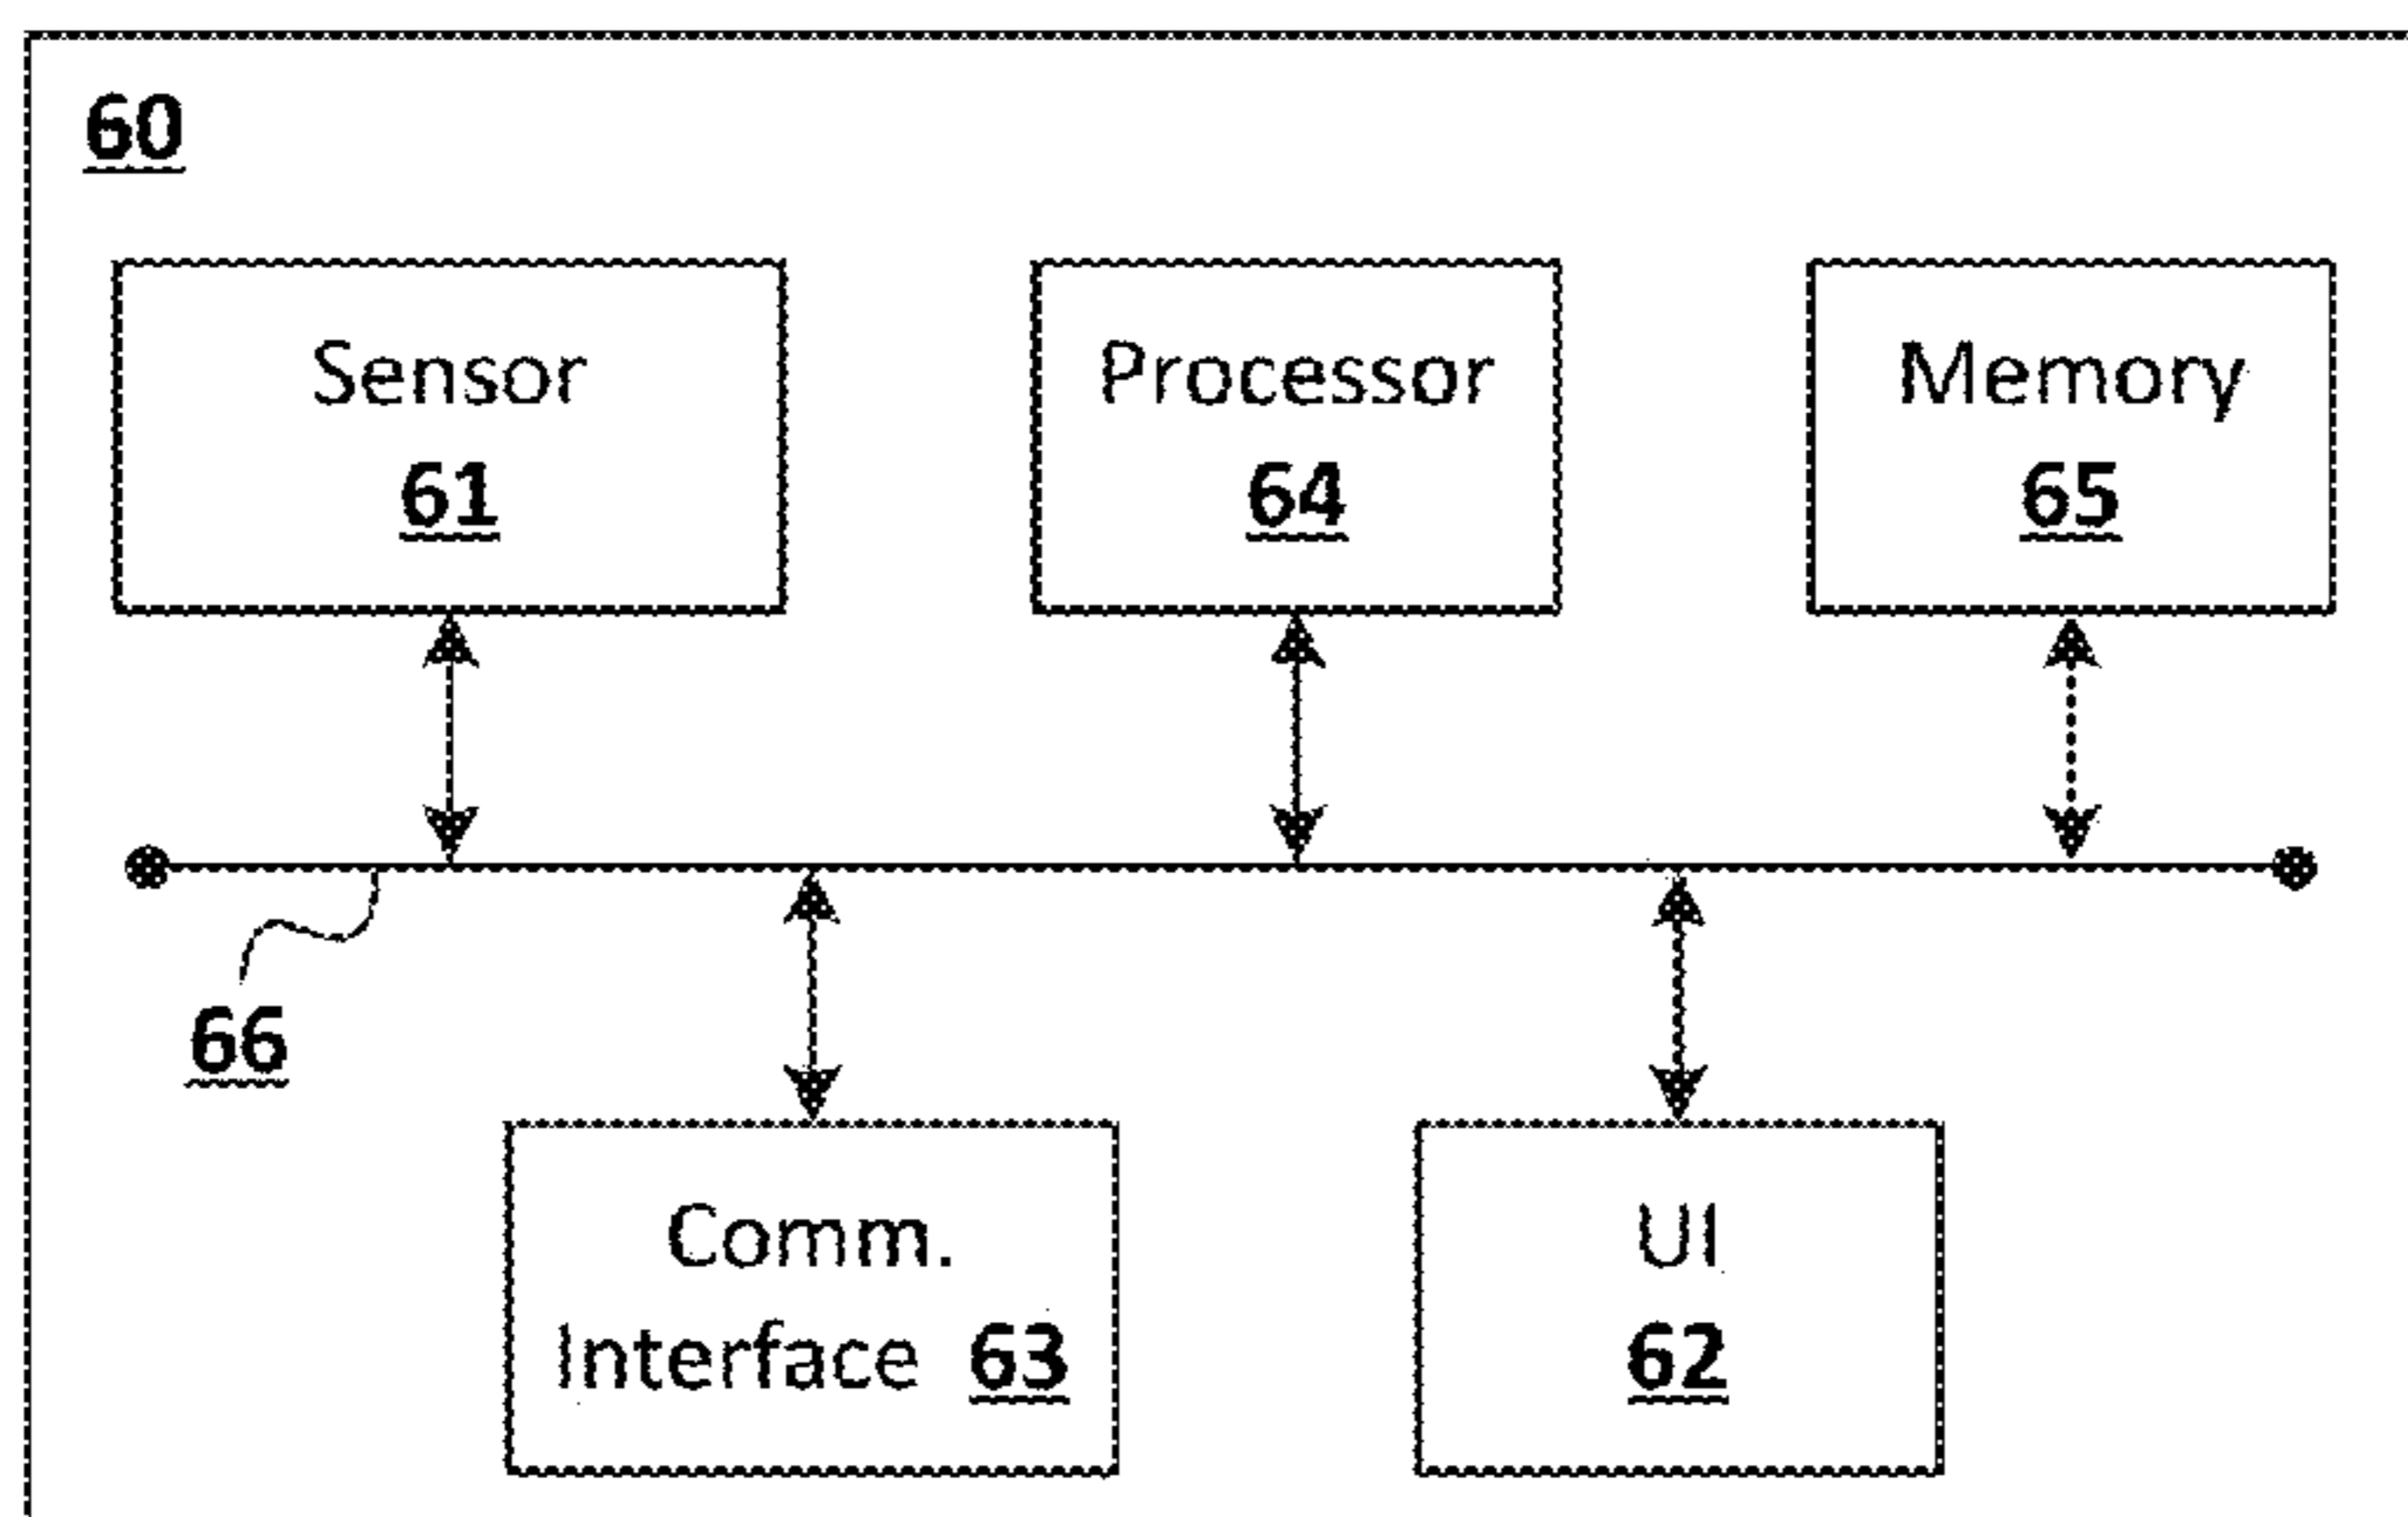 60
Sensor
61
Processor
64
Memory
65
66
Comm.
Interface 63
UI
62